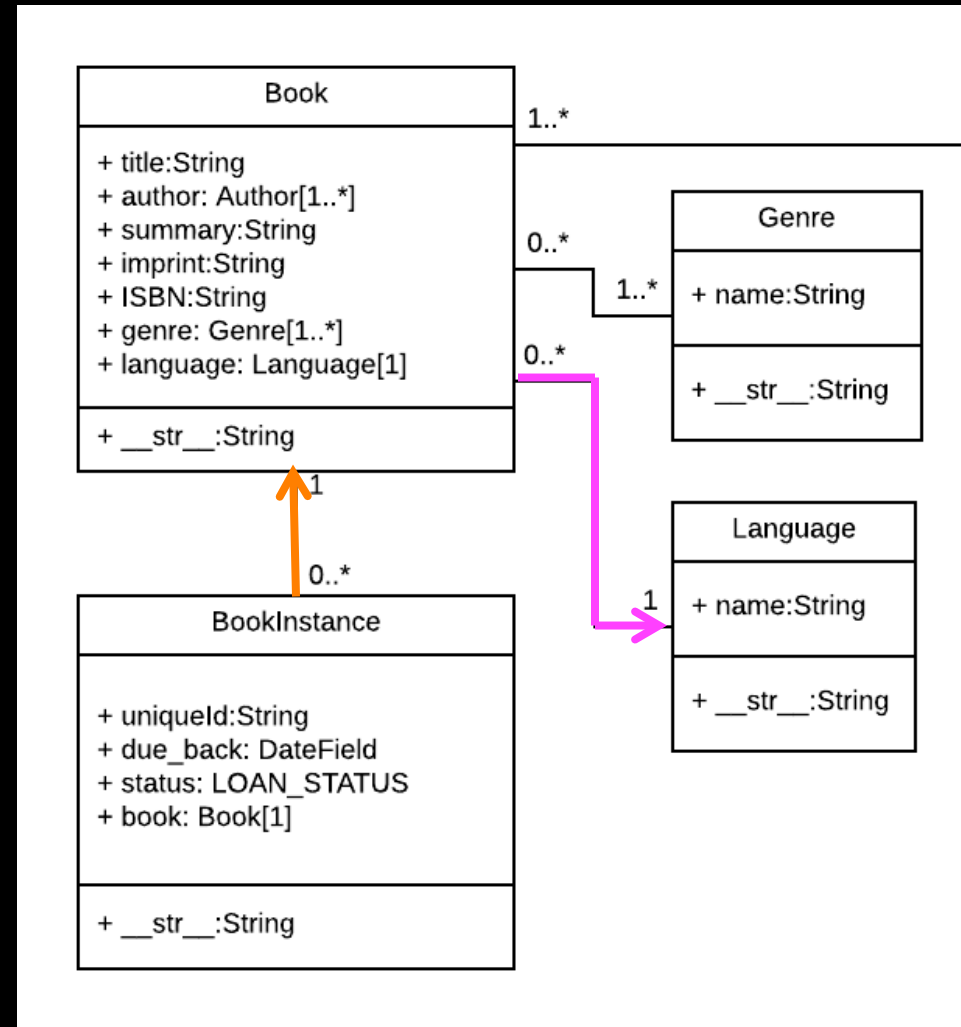 Book
+ title:String
+ author: Author[1..*]
+ summary:String
+ imprint:String
+ ISBN:String
+ genre: Genre[1..*]
+ language: Language[1]
+ __str__:String
1..*
0..*
1..*
0..*
1
1
0..*
Genre
+ name:String
+ __str__:String
Language
+ name:String
+ __str__:String
BookInstance
+ uniqueId:String
+ due_back: DateField
+ status: LOAN_STATUS
+ book: Book[1]
+ __str__:String